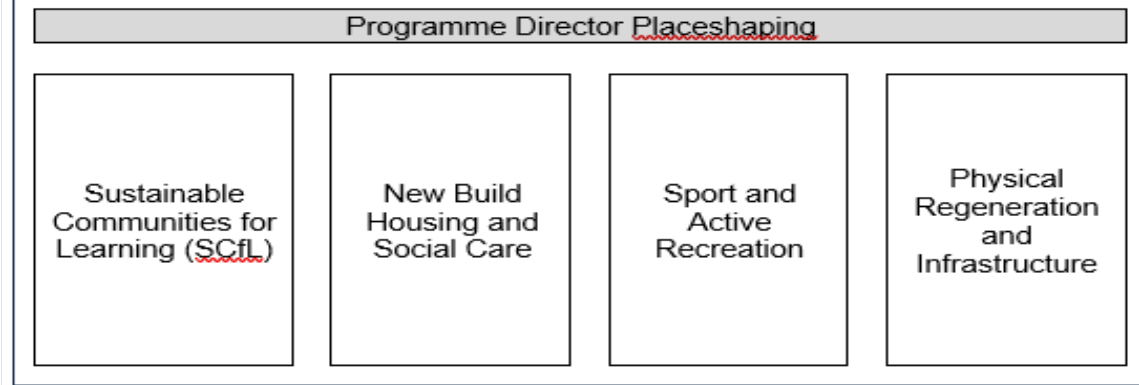 Programme Director Placeshaping
Sustainable
Communities for
Learning (SCfL)
New Build
Housing and
Social Care
Sport and
Active
Recreation
Physical
Regeneration
and
Infrastructure